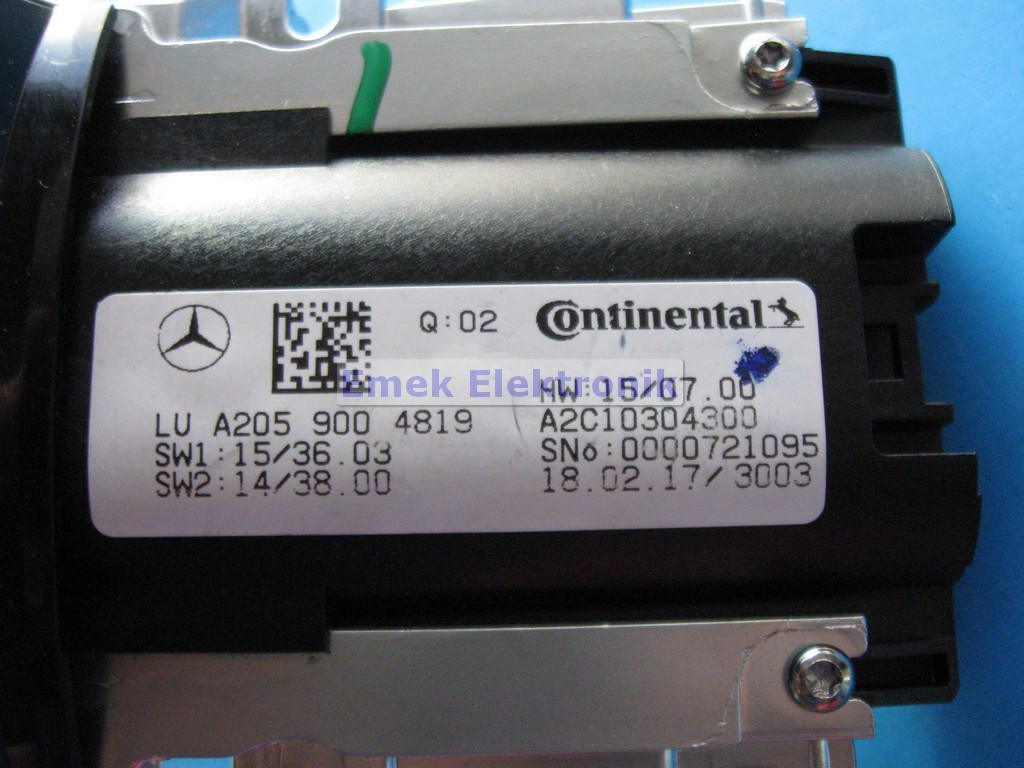 Q:02
Continental
Emek Elektronik
HW:15/07.00
LU A205 900 4819
A2C10304300
SW1:15/36.03
SNo:0000721095
SW2:14/38.00
18.02.17/3003